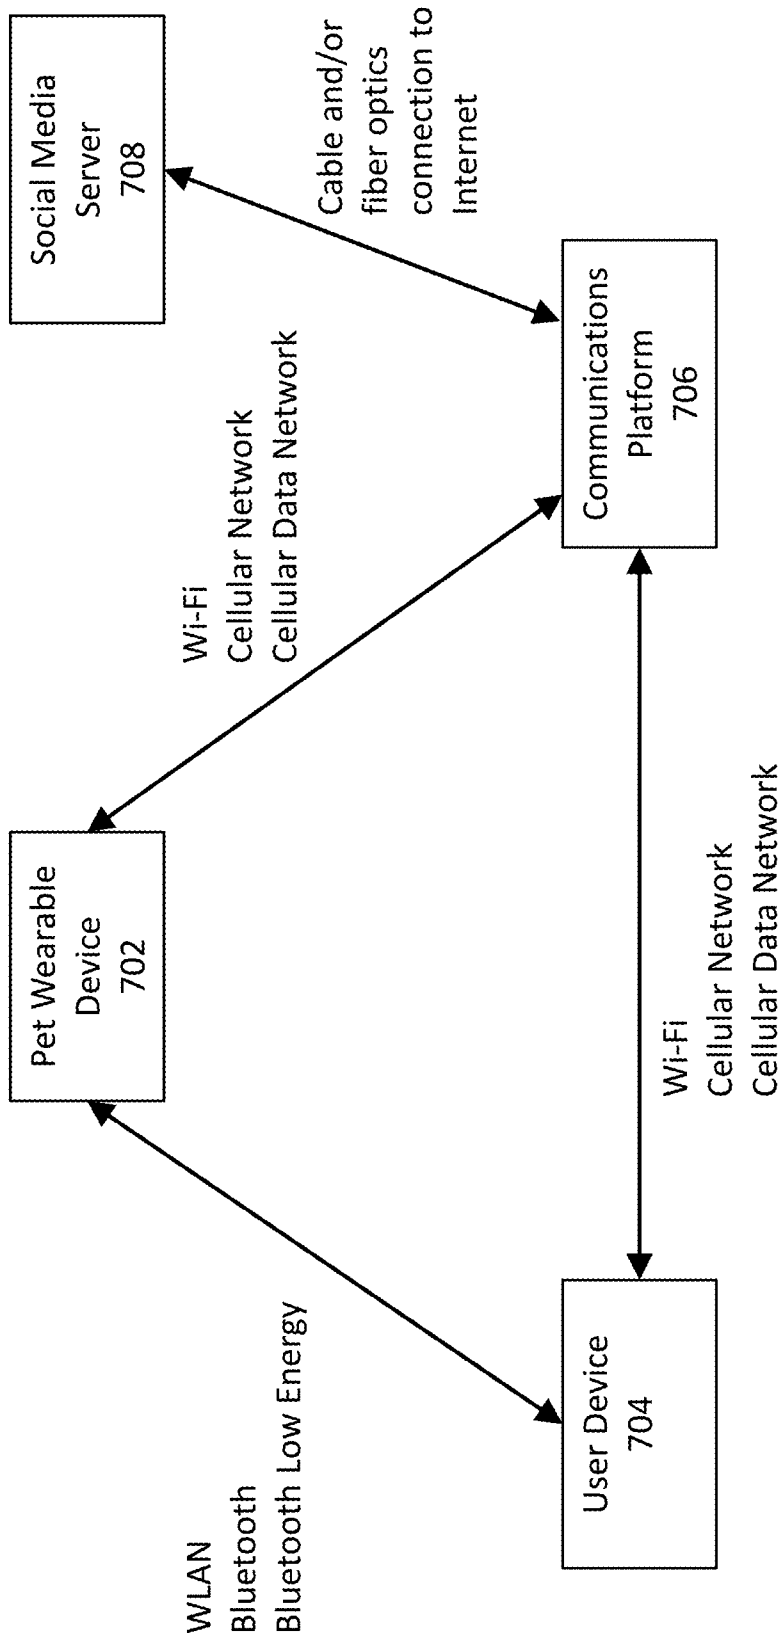 Pet Wearable
Device
702
Social Media
Server
708
WLAN
Bluetooth
Bluetooth Low Energy
Wi-Fi
Cellular Network
Cellular Data Network
Cable and/or
fiber optics
connection to
Internet
User Device
704
Communications
Platform
706
Wi-Fi
Cellular Network
Cellular Data Network